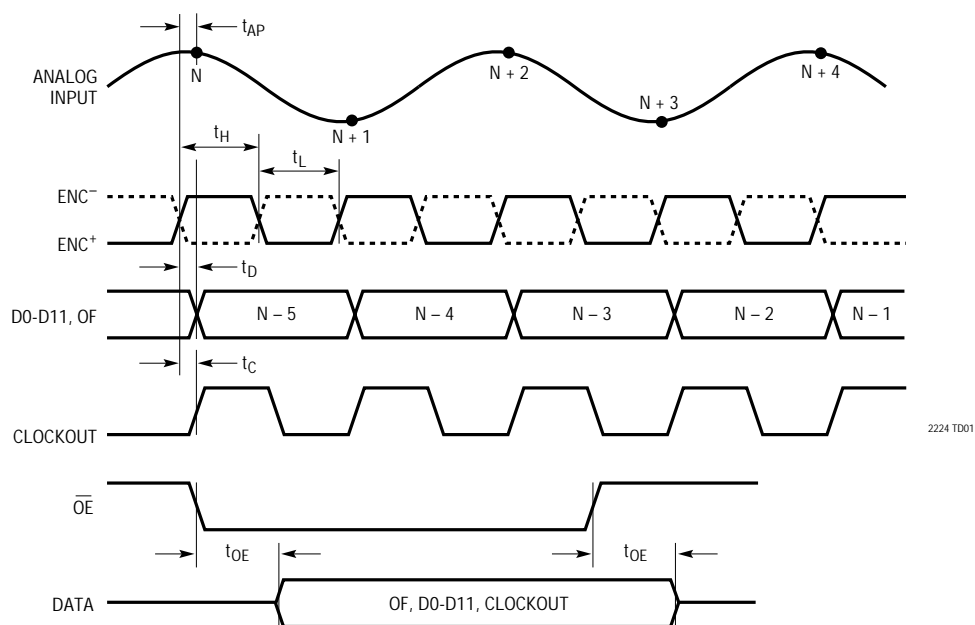 tAP
ANALOG
INPUT
N
N + 1
N + 2
N + 3
N + 4
tH
tL
ENC–
ENC+
tD
D0-D11, OF
N – 5
N – 4
N – 3
N – 2
N – 1
tC
CLOCKOUT
2224 TD01
OE
tOE
tOE
DATA
OF, D0-D11, CLOCKOUT